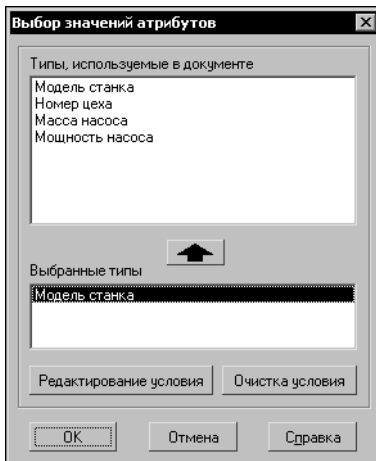 Выбор значений атрибутов
Типы, используемые в документе
Модель станка
Номер цеха
Масса насоса
Мощность насоса
Выбранные типы
Модель станка
Редактирование условия Очистка условия
OK Отмена Справка